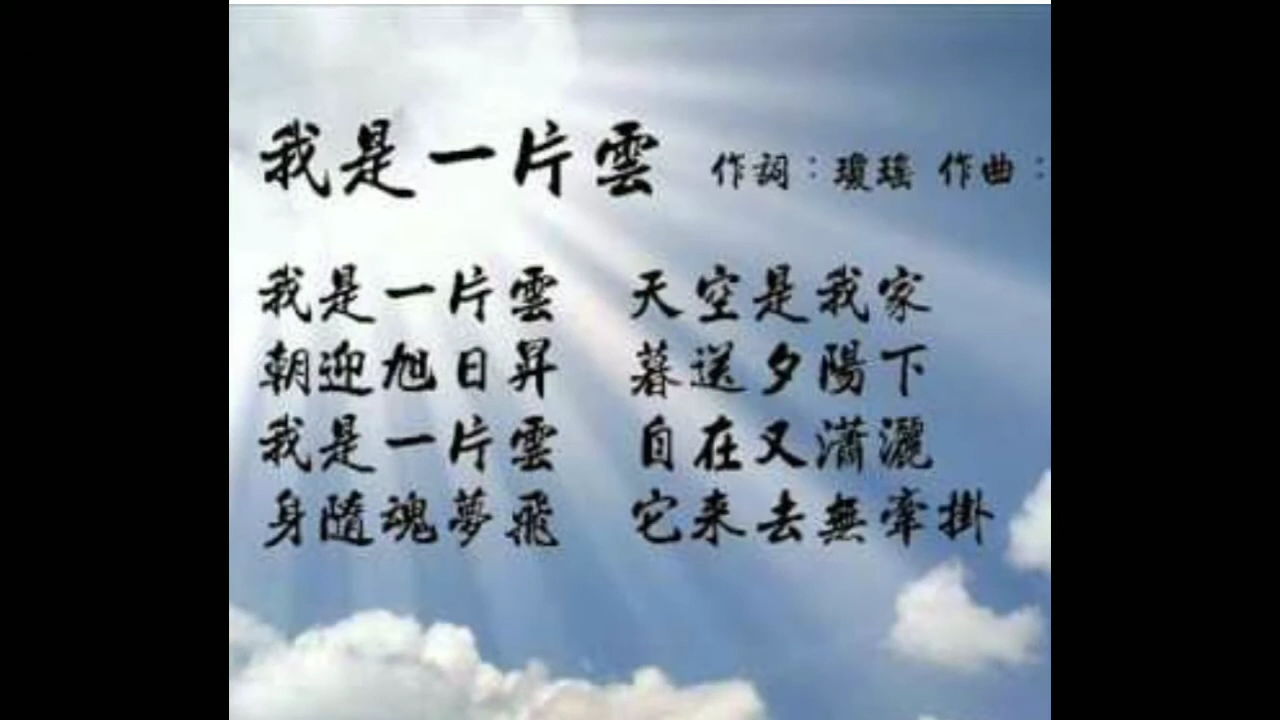 我是一片雲 作詞：瓊瑤 作曲：
我是一片雲 天空是我家
朝迎旭日昇 暮送夕陽下
我是一片雲 自在又瀟灑
身隨魂夢飛 它来去無牽掛